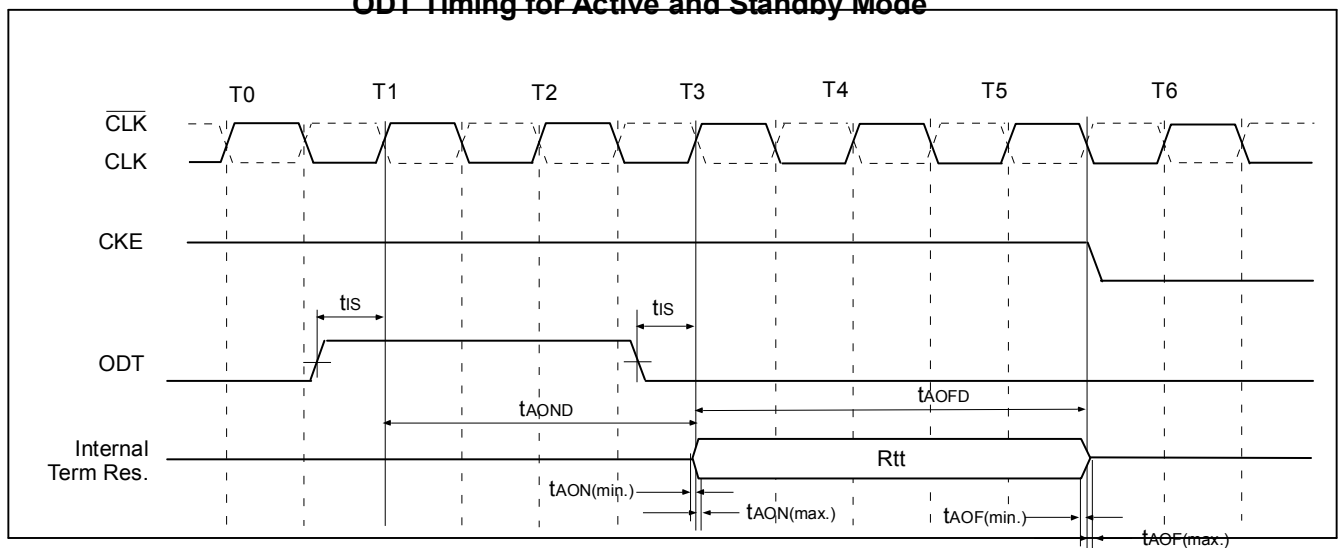 ODT Timing for Active and Standby Mode
T0 T1 T2 T3 T4 T5 T6
CLK
CLK
CKE
tIS tIS
ODT
tAOND tAOFD
Internal
Term Res.
Rtt
tAON(min.)
tAON(max.)
tAOF(min.)
tAOF(max.)